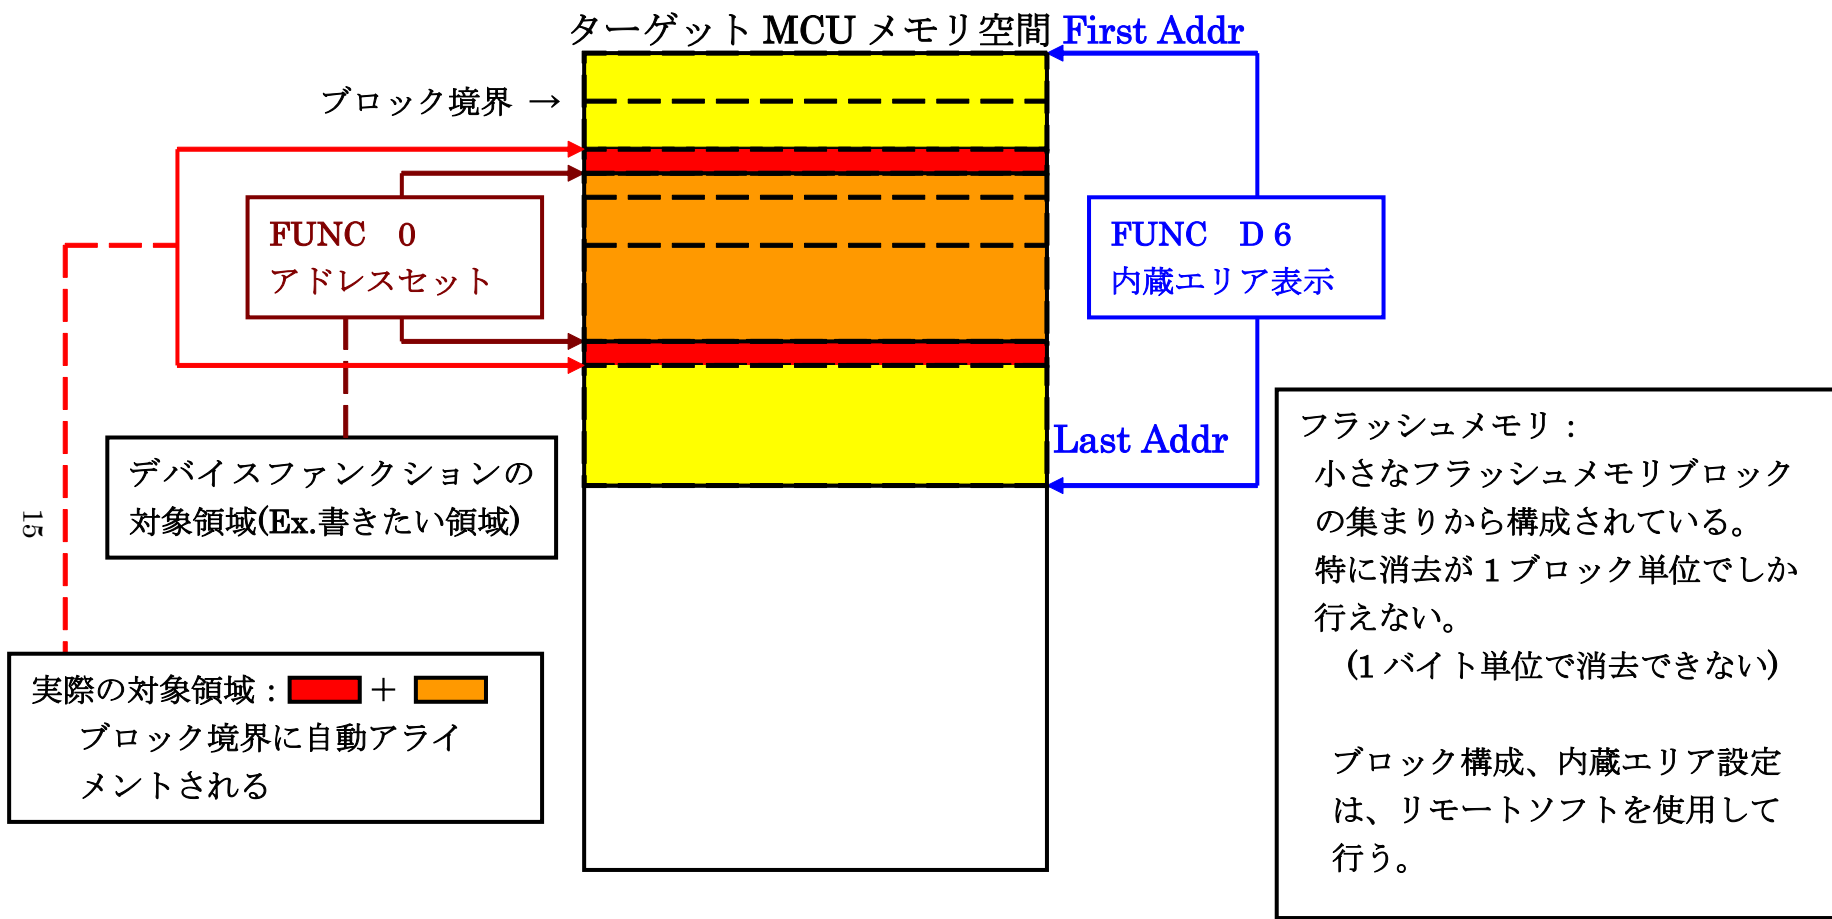 ターゲット MCU メモリ空間 First Addr
ブロック境界 →
FUNC 0
アドレスセット
FUNC D 6
内蔵エリア表示
Last Addr
デバイスファンクションの
対象領域(Ex.書きたい領域)
15
実際の対象領域 : +
ブロック境界に自動アライ
メントされる
フラッシュメモリ :
小さなフラッシュメモリブロック
の集まりから構成されている。
特に消去が 1 ブロック単位でしか
行えない。
(1 バイト単位で消去できない)
ブロック構成、内蔵エリア設定
は、リモートソフトを使用して
行う。